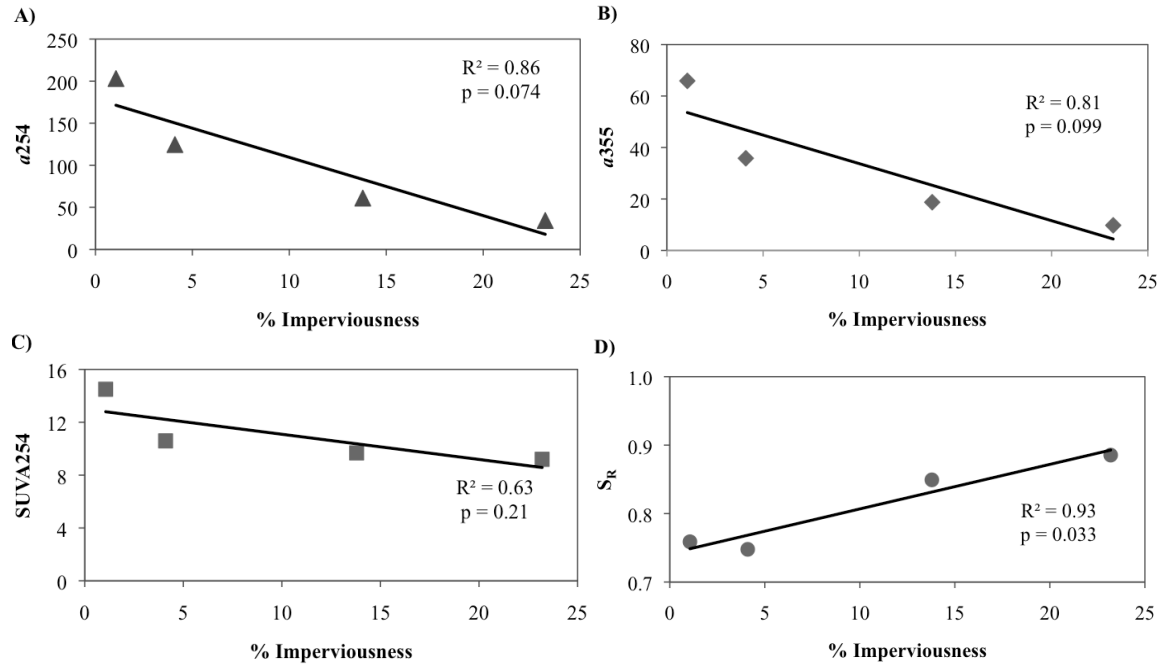 A)
250
200
150
100
50
0
a254
R² = 0.86
p = 0.074
0 5 10 15 20 25
% Imperviousness
B)
80
60
40
20
0
a355
R² = 0.81
p = 0.099
0 5 10 15 20 25
% Imperviousness
C)
16
12
8
4
0
SUVA254
R² = 0.63
p = 0.21
0 5 10 15 20 25
% Imperviousness
D)
1.0
0.9
0.8
0.7
S_R
R² = 0.93
p = 0.033
0 5 10 15 20 25
% Imperviousness